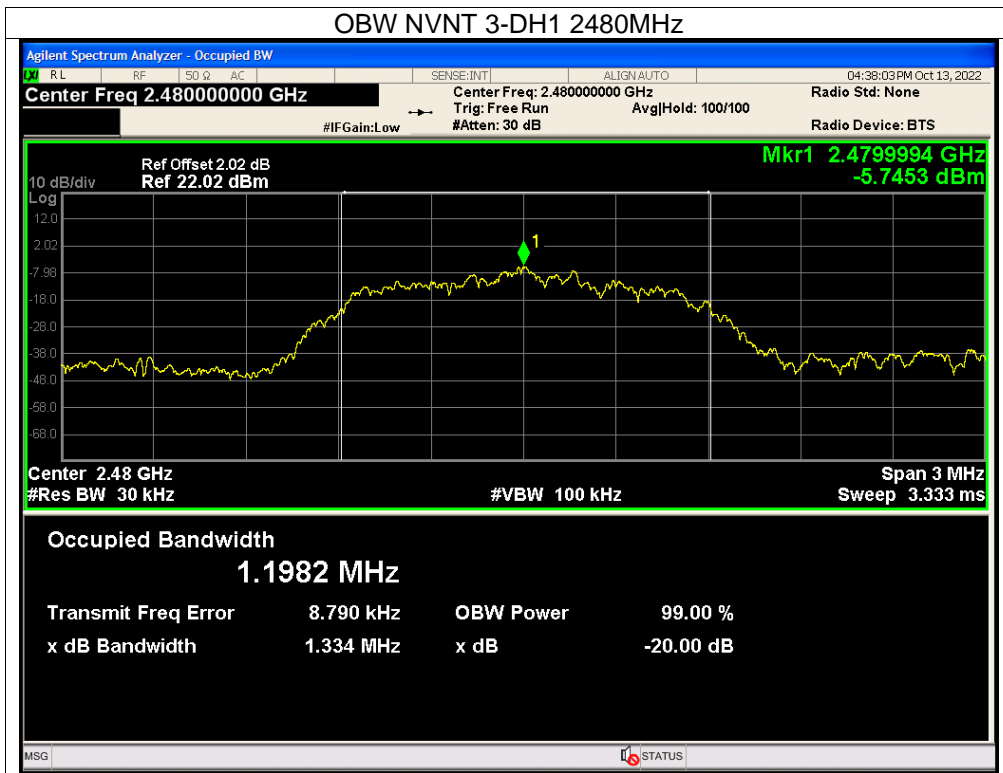 OBW NVNT 3-DH1 2480MHz
Agilent Spectrum Analyzer - Occupied BW
LXI RL RF 50 Ω AC SENSE:INT ALIGN AUTO 04:38:03 PM Oct 13, 2022
Center Freq 2.480000000 GHz Center Freq: 2.480000000 GHz Radio Std: None
Trig: Free Run Avg|Hold: 100/100
#IFGain:Low #Atten: 30 dB Radio Device: BTS
Mkr1 2.4799994 GHz
Ref Offset 2.02 dB -5.7453 dBm
10 dB/div Ref 22.02 dBm
Log
12.0
1
2.02
-7.98
-18.0
-28.0
-38.0
-48.0
-58.0
-68.0
Center 2.48 GHz Span 3 MHz
#Res BW 30 kHz #VBW 100 kHz Sweep 3.333 ms
Occupied Bandwidth
1.1982 MHz
Transmit Freq Error 8.790 kHz OBW Power 99.00 %
x dB Bandwidth 1.334 MHz x dB -20.00 dB
MSG STATUS